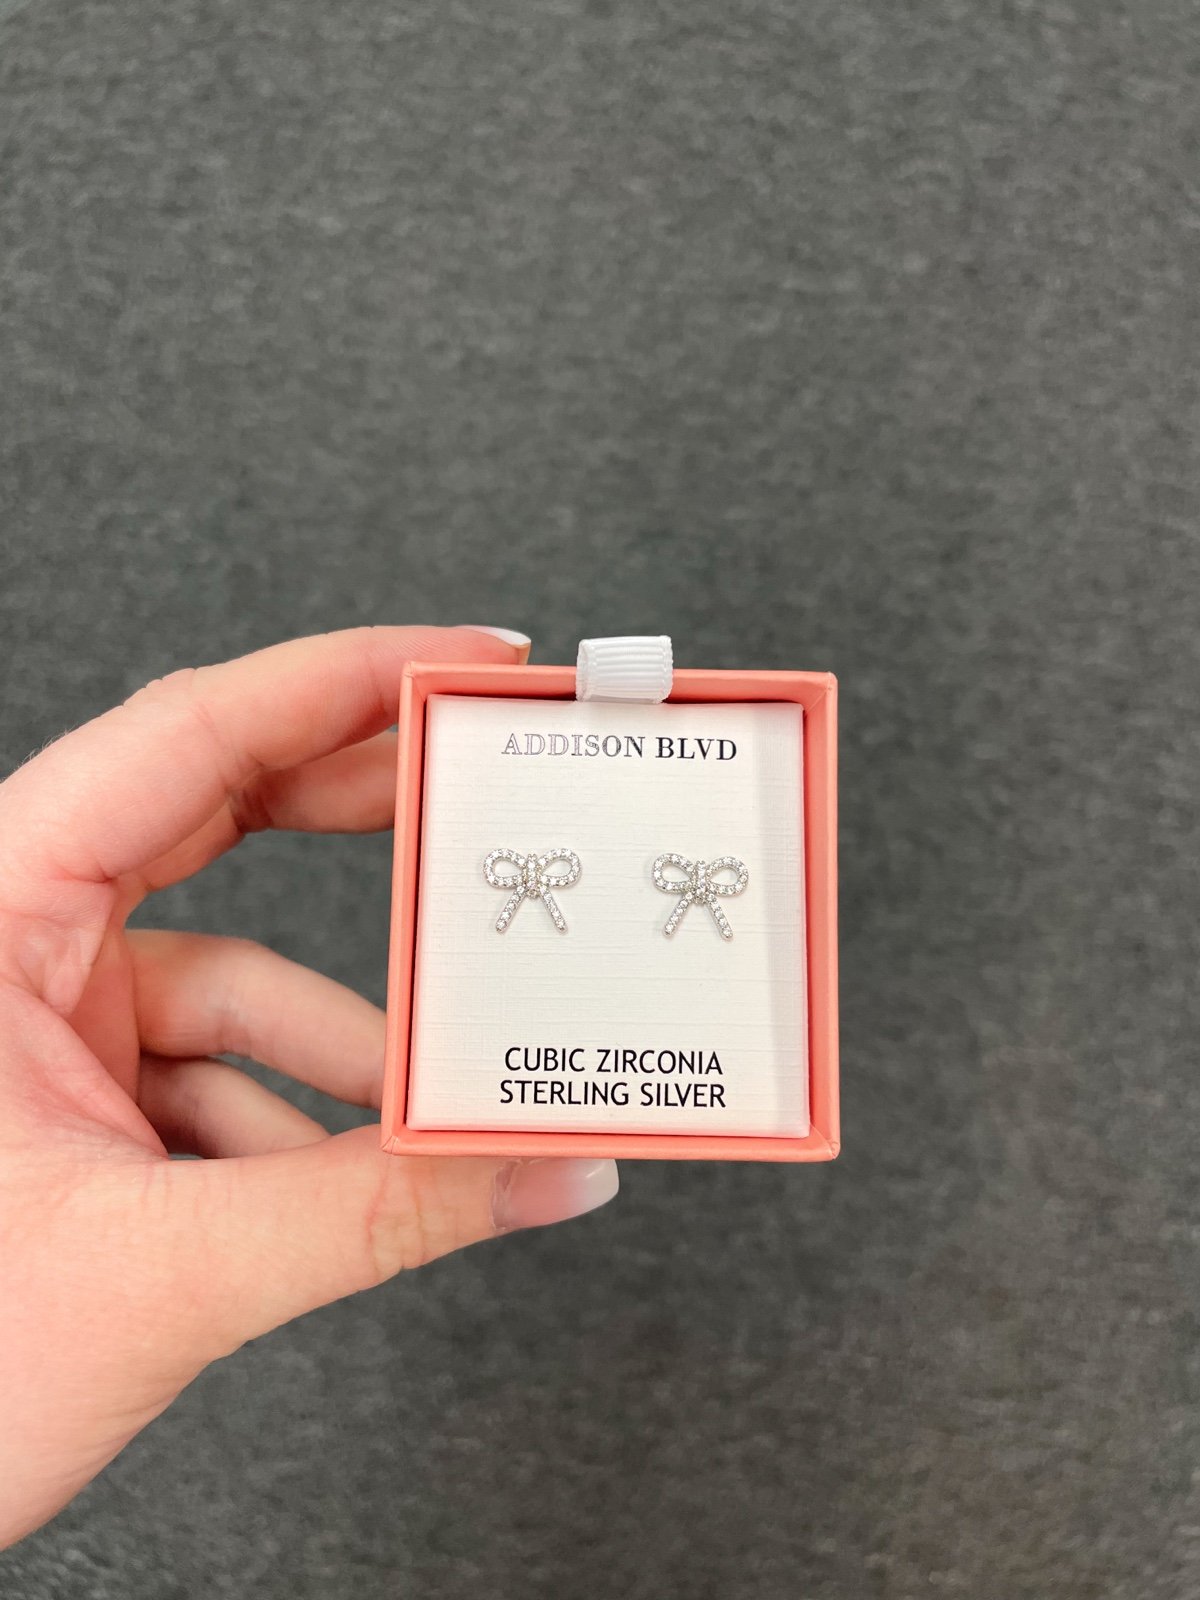 ADDISON BLVD
CUBIC ZIRCONIA
STERLING SILVER